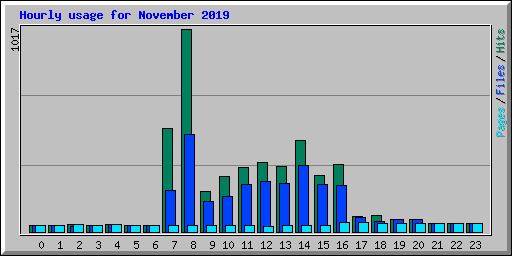 Hourly usage for November 2019
1017
Pages / Files / Hits
0 1 2 3 4 5 6 7 8 9 10 11 12 13 14 15 16 17 18 19 20 21 22 23